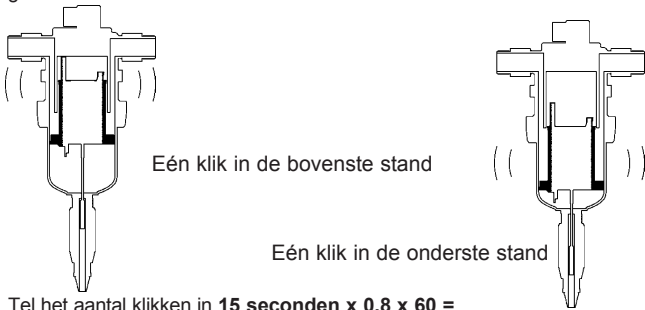 Eén klik in de bovenste stand
Eén klik in de onderste stand
Tel het aantal klikken in 15 seconden x 0,8 x 60 =